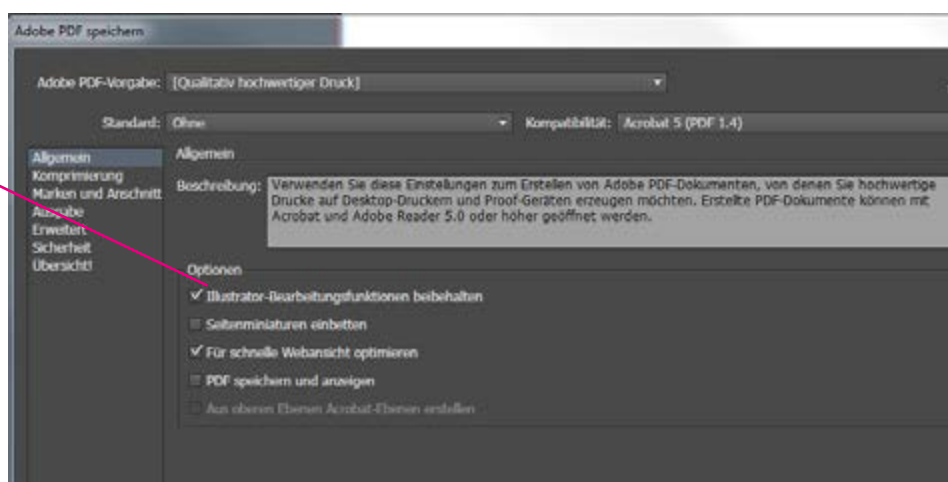 Adobe PDF speichern
Adobe PDF-Vorgabe: [Qualitativ hochwertiger Druck]
Standard: Ohne Kompatibilität: Acrobat 5 (PDF 1.4)
Allgemein
Komprimierung
Marken und Anschnitt
Ausgabe
Erweitert
Sicherheit
Übersicht
Allgemein
Beschreibung: Verwenden Sie diese Einstellungen zum Erstellen von Adobe PDF-Dokumenten, von denen Sie hochwertige
Drucke auf Desktop-Druckern und Proof-Geräten erzeugen möchten. Erstellte PDF-Dokumente können mit
Acrobat und Adobe Reader 5.0 oder höher geöffnet werden.
Optionen
Illustrator-Bearbeitungsfunktionen beibehalten
Seitenminiaturen einbetten
Für schnelle Webansicht optimieren
PDF speichern und anzeigen
Aus oberen Ebenen Acrobat-Ebenen erstellen